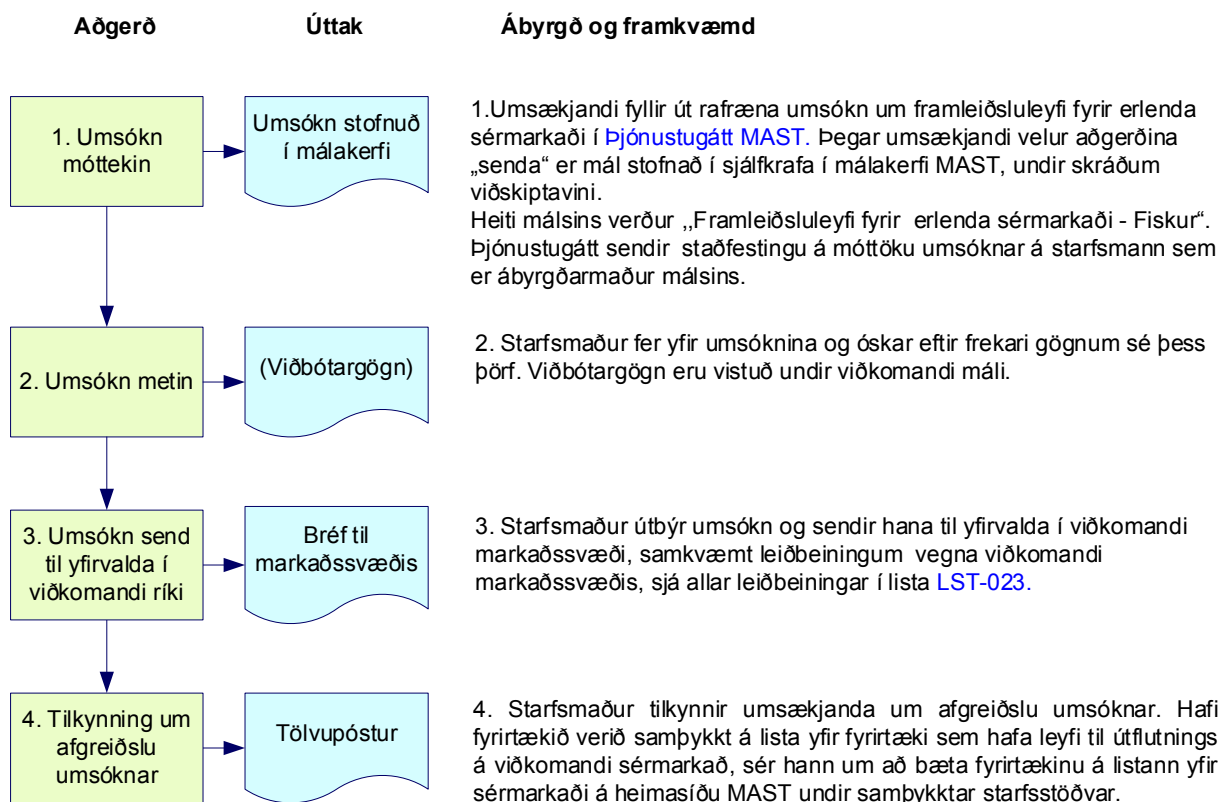 Aðgerð
Úttak
Ábyrgð og framkvæmd
1. Umsókn
móttekin
Umsókn stofnuð
í málakerfi
1.Umsækjandi fyllir út rafræna umsókn um framleiðsluleyfi fyrir erlenda
sérmarkaði í Þjónustugátt MAST. Þegar umsækjandi velur aðgerðina
„senda“ er mál stofnað í sjálfkrafa í málakerfi MAST, undir skráðum
viðskiptavini.
Heiti málsins verður ,,Framleiðsluleyfi fyrir  erlenda sérmarkaði - Fiskur“.
Þjónustugátt sendir  staðfestingu á móttöku umsóknar á starfsmann sem
er ábyrgðarmaður málsins.
2. Umsókn metin
(Viðbótargögn)
2. Starfsmaður fer yfir umsóknina og óskar eftir frekari gögnum sé þess
þörf. Viðbótargögn eru vistuð undir viðkomandi máli.
3. Umsókn send
til yfirvalda í
viðkomandi ríki
Bréf til
markaðssvæðis
3. Starfsmaður útbýr umsókn og sendir hana til yfirvalda í viðkomandi
markaðssvæði, samkvæmt leiðbeiningum  vegna viðkomandi
markaðssvæðis, sjá allar leiðbeiningar í lista LST-023.
4. Tilkynning um
afgreiðslu
umsóknar
Tölvupóstur
4. Starfsmaður tilkynnir umsækjanda um afgreiðslu umsóknar. Hafi
fyrirtækið verið samþykkt á lista yfir fyrirtæki sem hafa leyfi til útflutnings
á viðkomandi sérmarkað, sér hann um að bæta fyrirtækinu á listann yfir
sérmarkaði á heimasíðu MAST undir samþykktar starfsstöðvar.